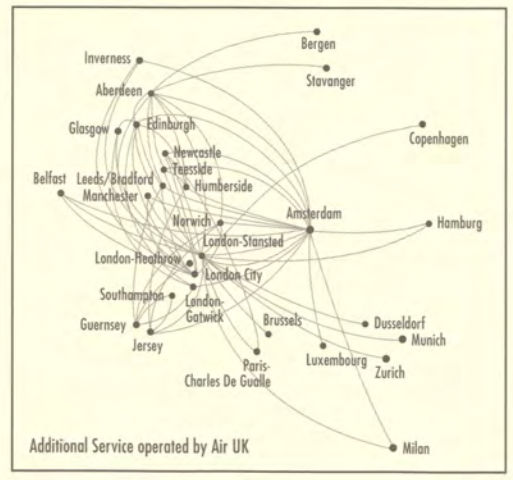 Bergen
Inverness
Stavanger
Aberdeen
Glasgow
Edinburgh
Copenhagen
Newcastle
Teesside
Belfast
Leeds/Bradford
Humberside
Manchester
Norwich
Amsterdam
Hamburg
London-Stansted
London-Heathrow
London City
Southampton
London-
Gatwick
Guernsey
Jersey
Brussels
Dusseldorf
Munich
Luxembourg
Zurich
Paris-
Charles De Gualle
Milan
Additional Service operated by Air UK